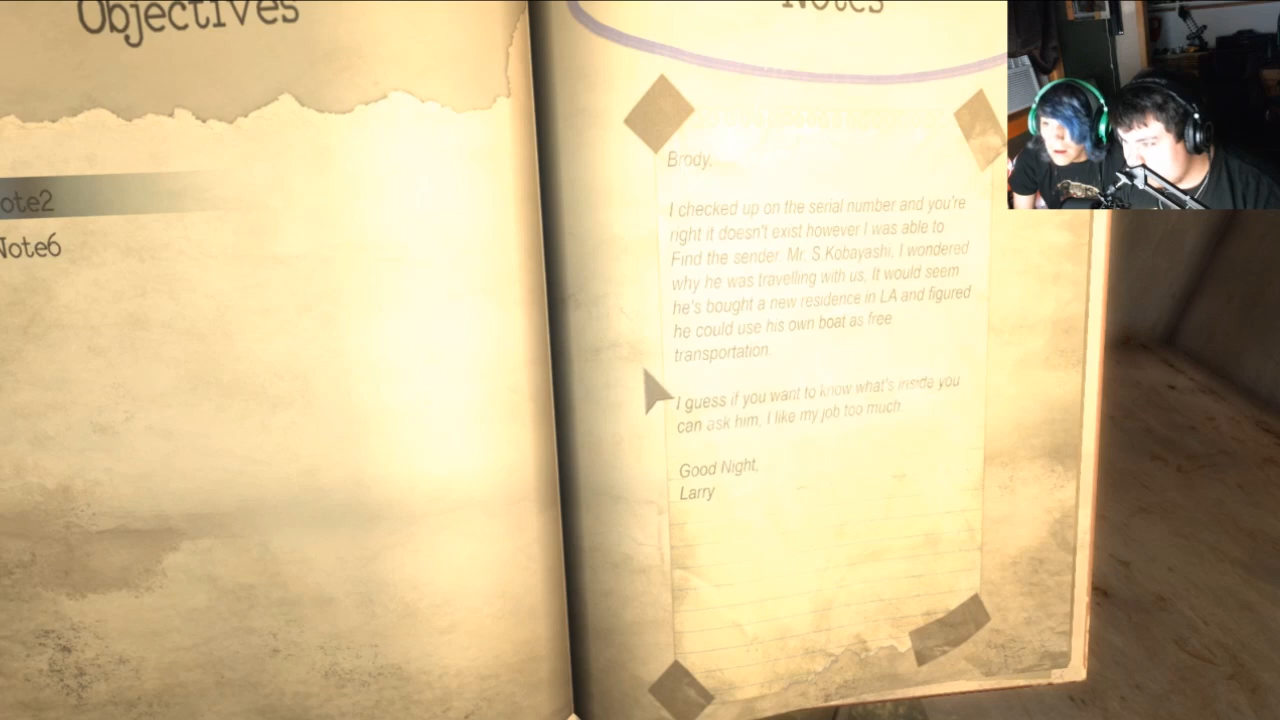 Objectives
Notes
ote2
Note6
Brody,
I checked up on the serial number and you're
right it doesn't exist however I was able to
Find the sender. Mr. S.Kobayashi, I wondered
why he was travelling with us, It would seem
he's bought a new residence in LA and figured
he could use his own boat as free
transportation.
I guess if you want to know what's inside you
can ask him, I like my job too much
Good Night,
Larry